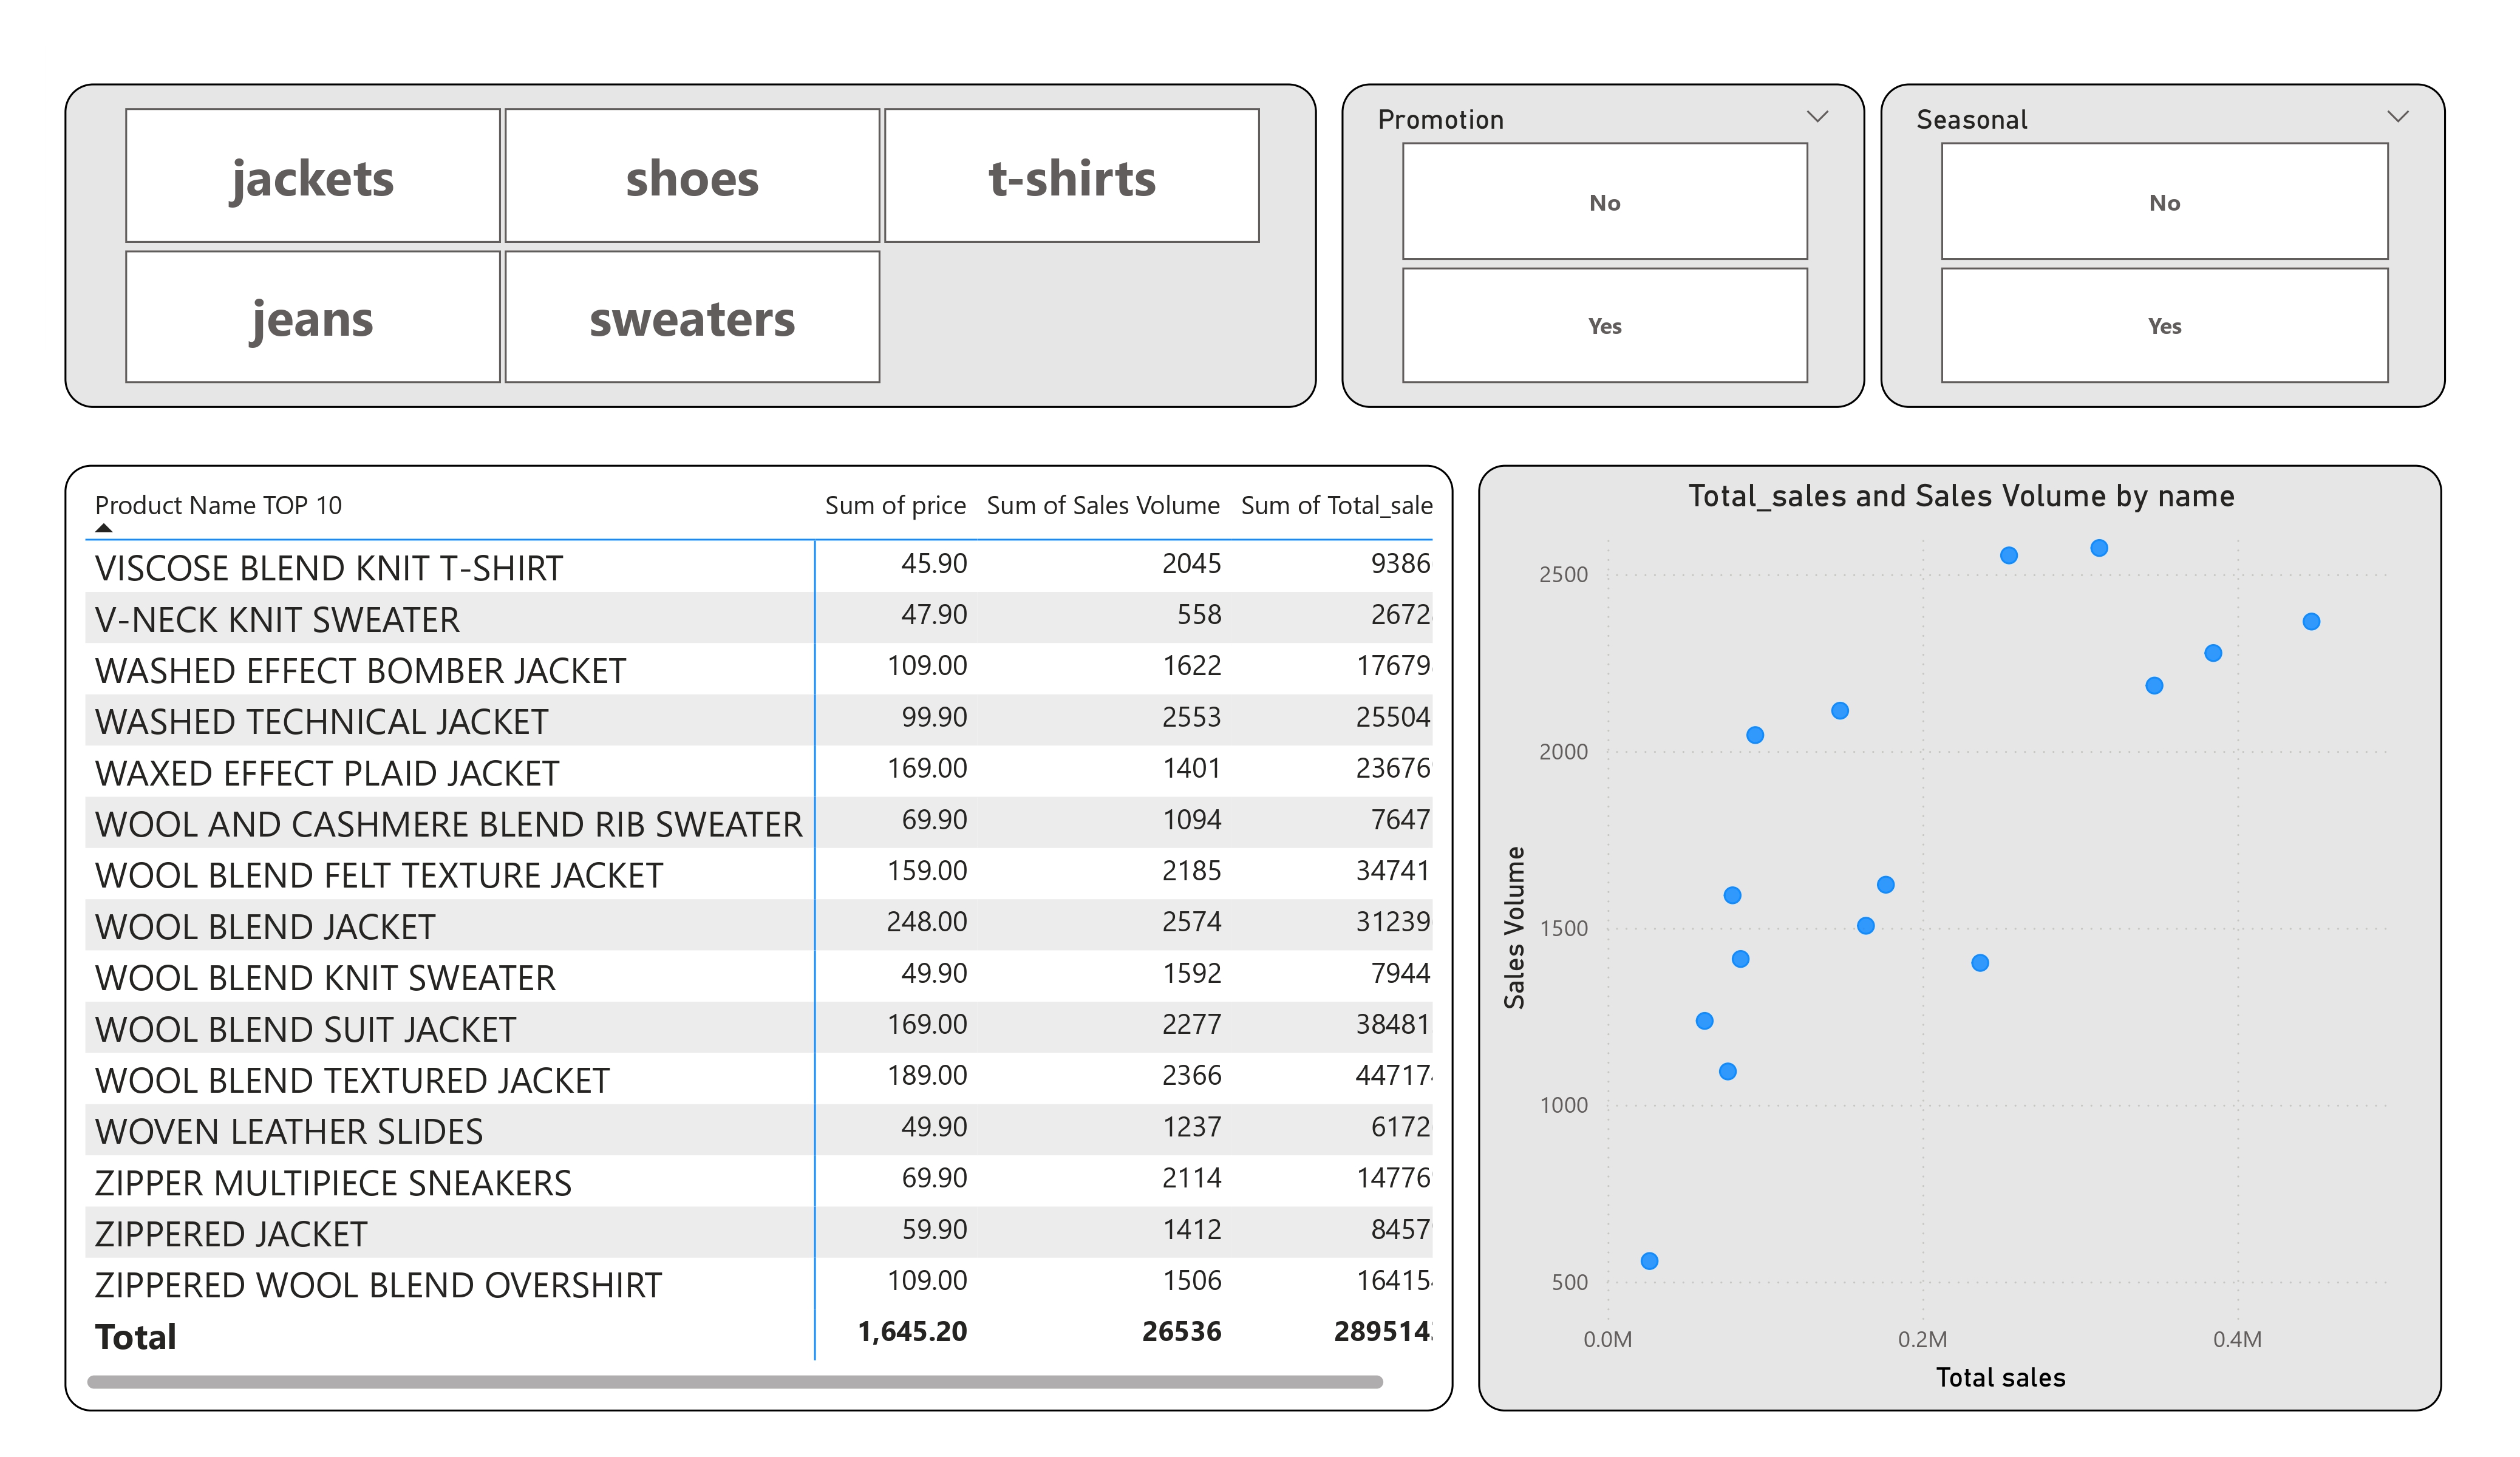 jackets shoes t-shirts
jeans sweaters
Promotion
No
Yes
Seasonal
No
Yes
Product Name TOP 10 Sum of price Sum of Sales Volume Sum of Total_sale
VISCOSE BLEND KNIT T-SHIRT 45.90 2045 9386
V-NECK KNIT SWEATER 47.90 558 2672
WASHED EFFECT BOMBER JACKET 109.00 1622 17679
WASHED TECHNICAL JACKET 99.90 2553 25504
WAXED EFFECT PLAID JACKET 169.00 1401 23676
WOOL AND CASHMERE BLEND RIB SWEATER 69.90 1094 7647
WOOL BLEND FELT TEXTURE JACKET 159.00 2185 34741
WOOL BLEND JACKET 248.00 2574 31239
WOOL BLEND KNIT SWEATER 49.90 1592 7944
WOOL BLEND SUIT JACKET 169.00 2277 38481
WOOL BLEND TEXTURED JACKET 189.00 2366 44717
WOVEN LEATHER SLIDES 49.90 1237 6172
ZIPPER MULTIPIECE SNEAKERS 69.90 2114 14776
ZIPPERED JACKET 59.90 1412 8457
ZIPPERED WOOL BLEND OVERSHIRT 109.00 1506 16415
Total 1,645.20 26536 289514
Total_sales and Sales Volume by name
Sales Volume
2500
2000
1500
1000
500
0.0M 0.2M 0.4M
Total sales